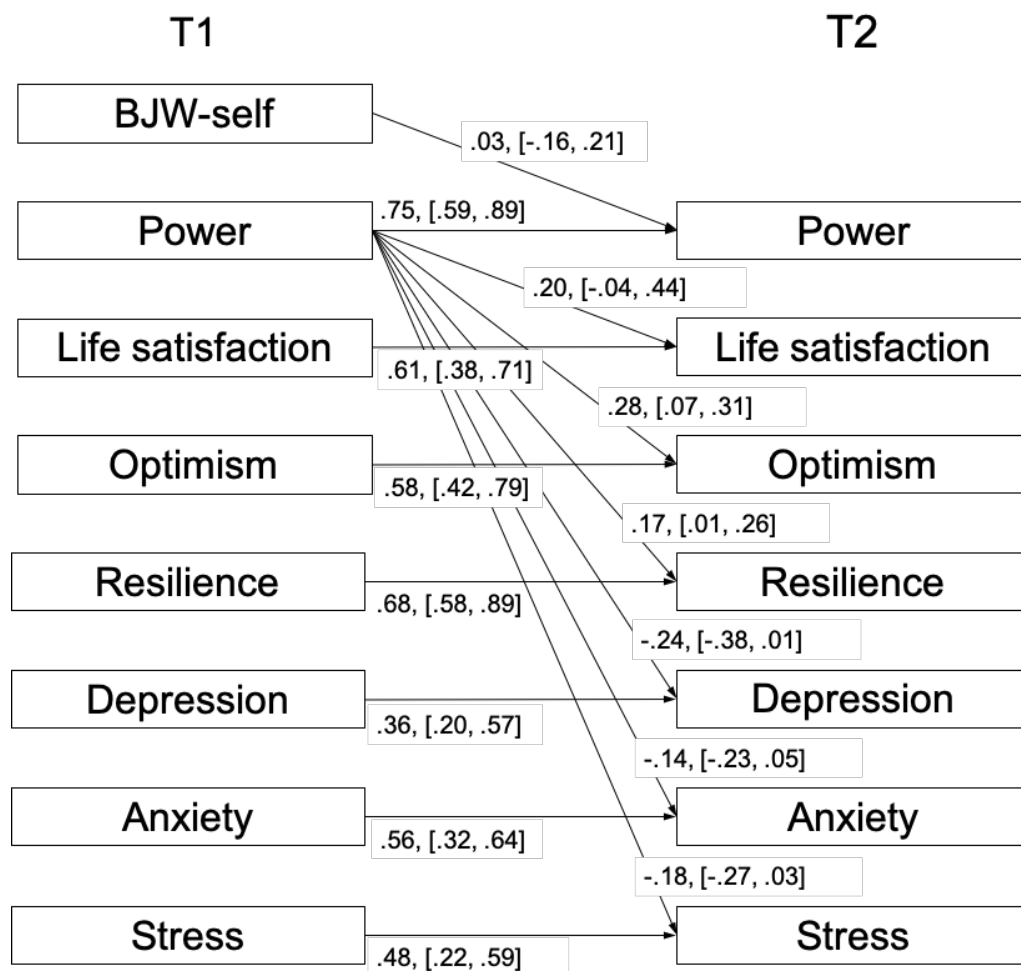 T1
T2
BJW-self
.03, [-.16, .21]
.75, [.59, .89]
Power
Power
.20, [-.04, .44]
Life satisfaction
Life satisfaction
.61, [.38, .71]
.28, [.07, .31]
Optimism
Optimism
.58, [.42, .79]
.17, [.01, .26]
Resilience
Resilience
.68, [.58, .89]
-.24, [-.38, .01]
Depression
Depression
.36, [.20, .57]
-.14, [-.23, .05]
Anxiety
Anxiety
.56, [.32, .64]
-.18, [-.27, .03]
Stress
Stress
.48, [.22, .59]